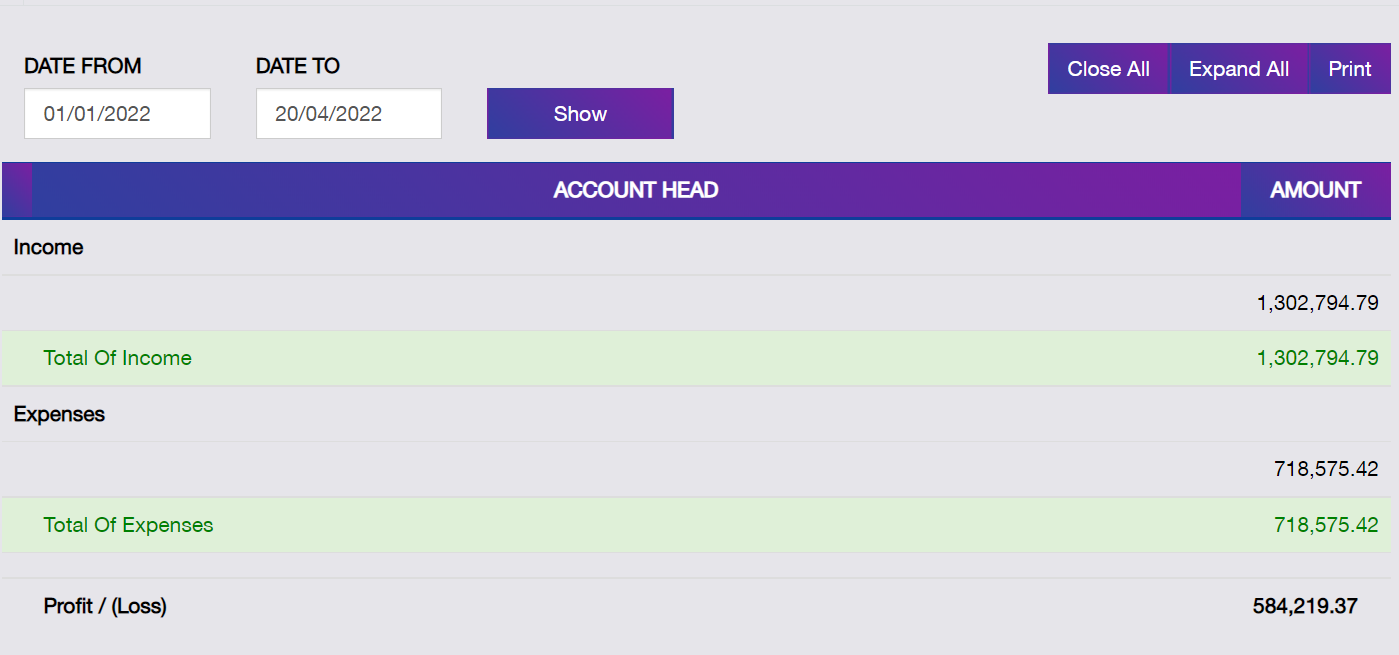 DATE FROM DATE TO Close All Expand All Print
01/01/2022 20/04/2022 Show
ACCOUNT HEAD AMOUNT
Income
1,302,794.79
Total Of Income 1,302,794.79
Expenses
718,575.42
Total Of Expenses 718,575.42
Profit / (Loss) 584,219.37